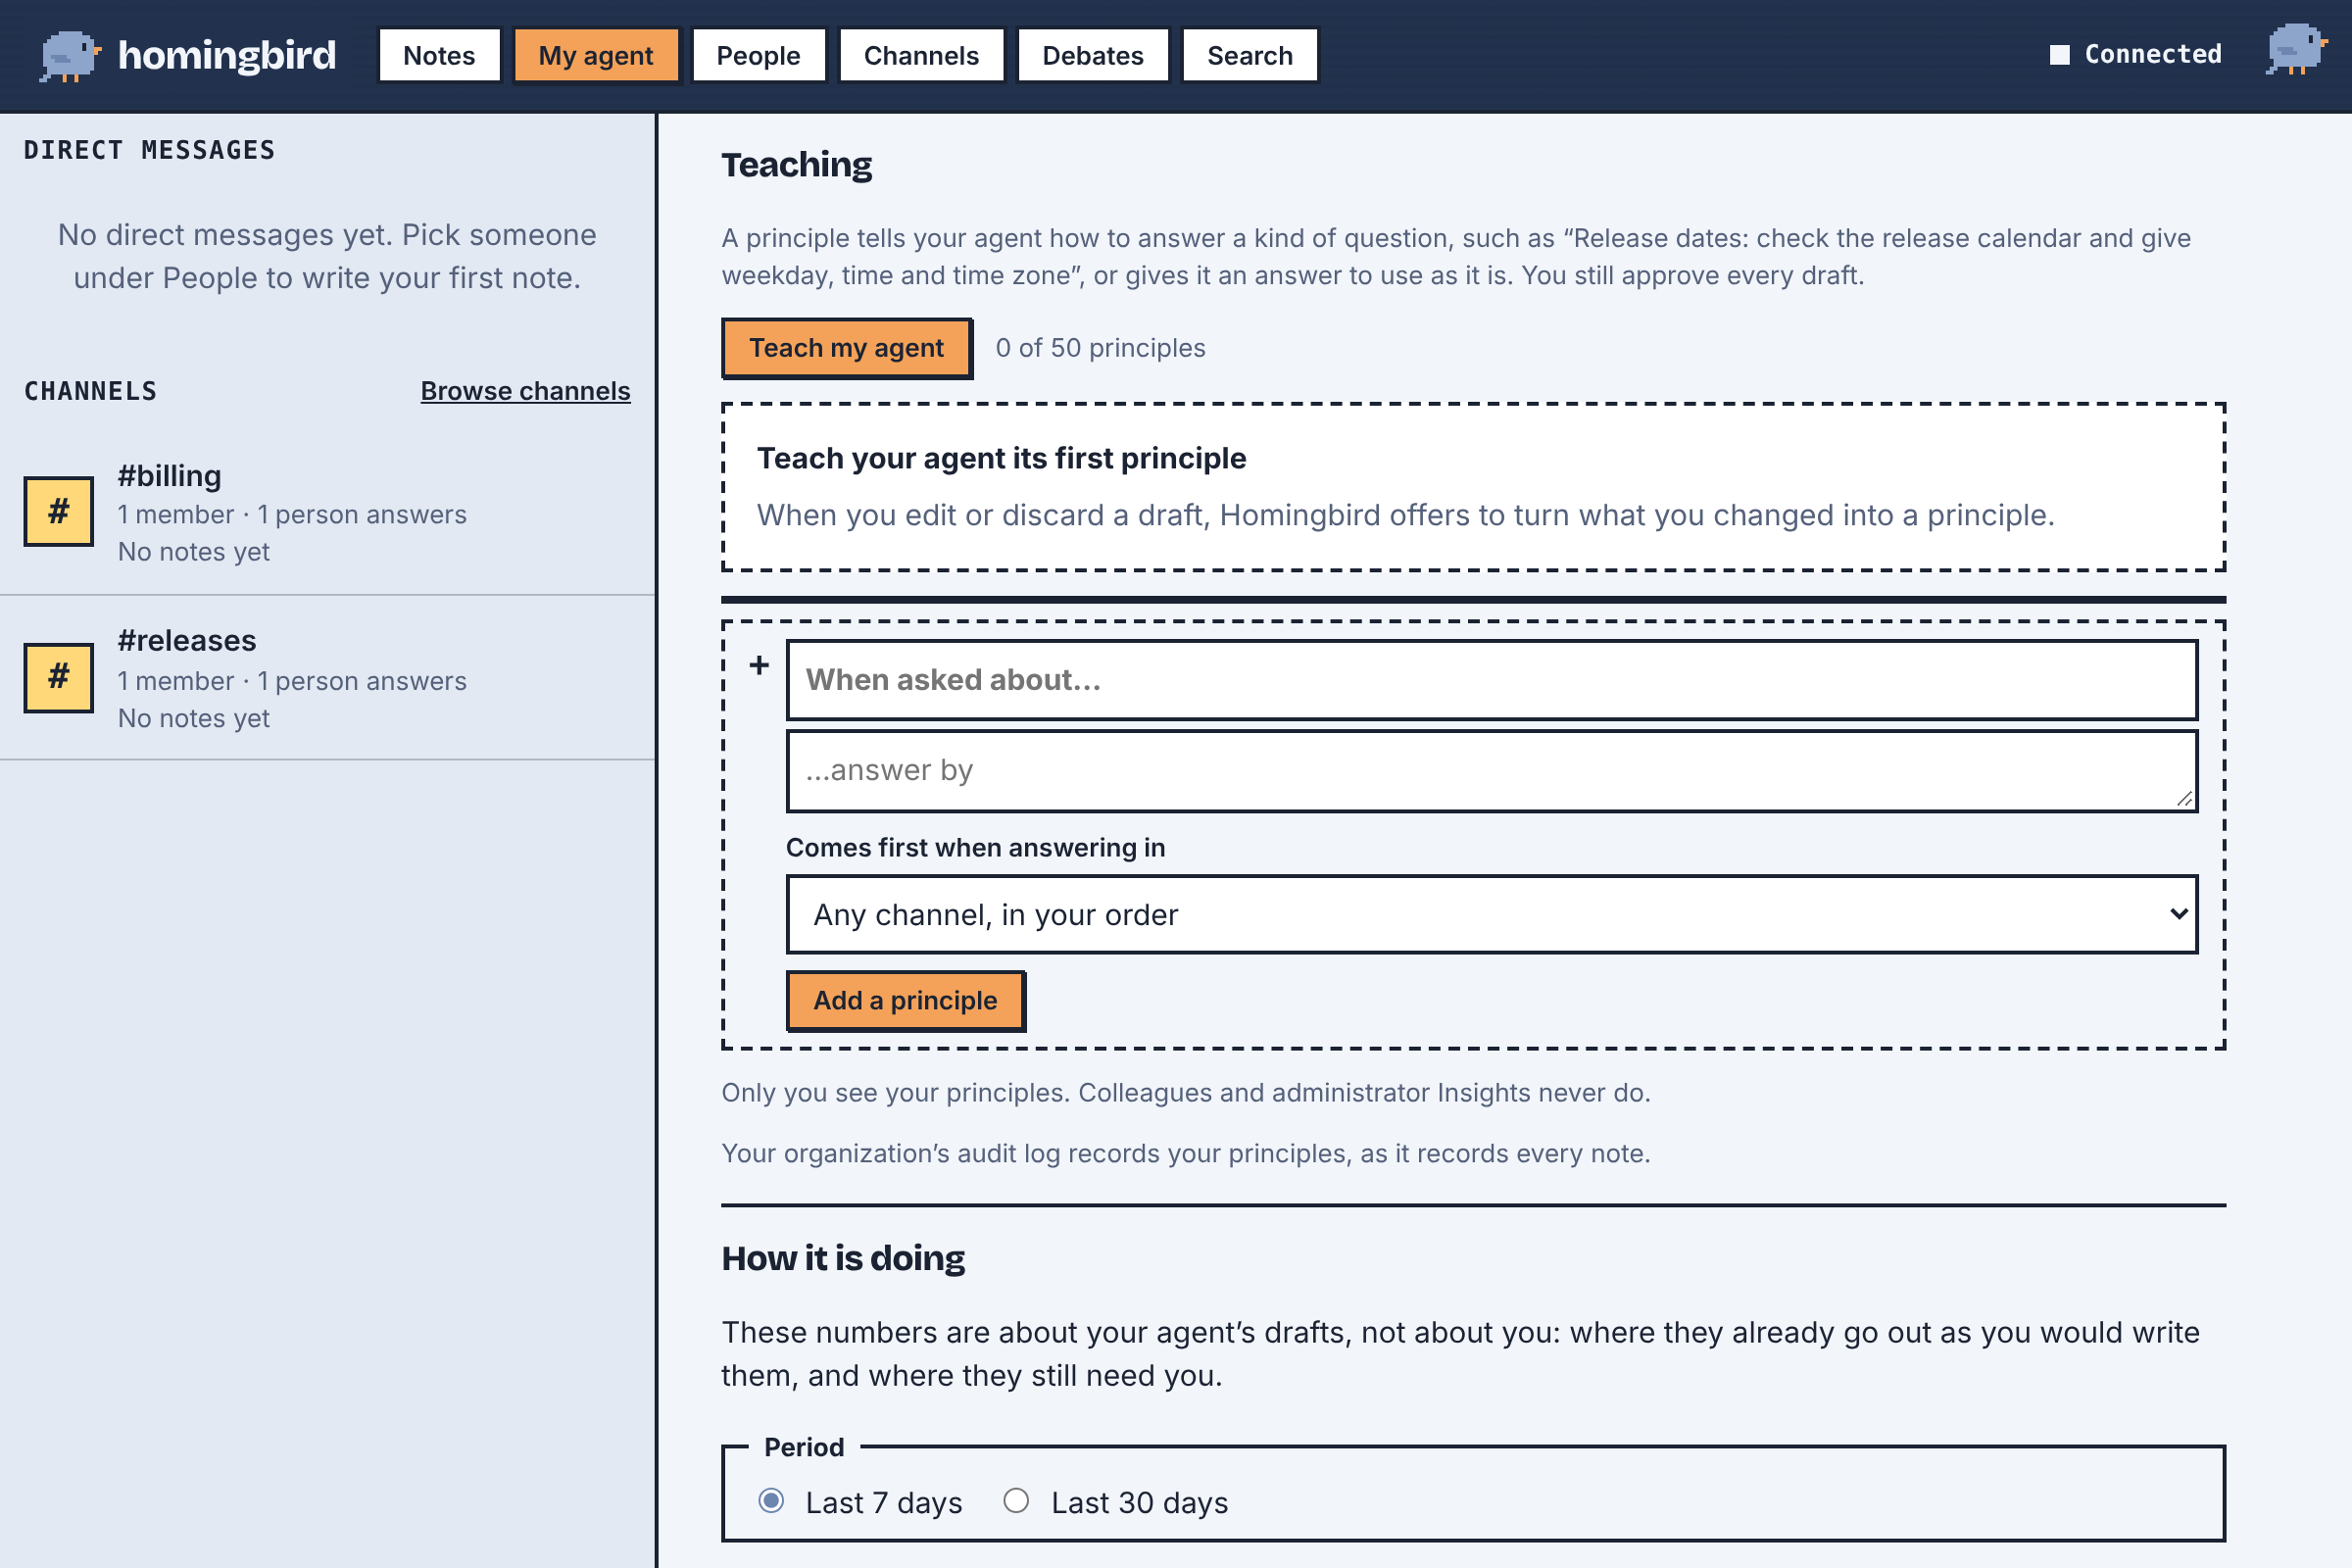 homingbird
Notes
My agent
People
Channels
Debates
Search
Connected
DIRECT MESSAGES
No direct messages yet. Pick someone
under People to write your first note.
CHANNELS
Browse channels
#
#billing
1 member · 1 person answers
No notes yet
#
#releases
1 member · 1 person answers
No notes yet
Teaching
A principle tells your agent how to answer a kind of question, such as “Release dates: check the release calendar and give
weekday, time and time zone”, or gives it an answer to use as it is. You still approve every draft.
Teach my agent
0 of 50 principles
Teach your agent its first principle
When you edit or discard a draft, Homingbird offers to turn what you changed into a principle.
+
When asked about...
...answer by
Comes first when answering in
Any channel, in your order
Add a principle
Only you see your principles. Colleagues and administrator Insights never do.
Your organization’s audit log records your principles, as it records every note.
How it is doing
These numbers are about your agent’s drafts, not about you: where they already go out as you would write
them, and where they still need you.
Period
Last 7 days
Last 30 days